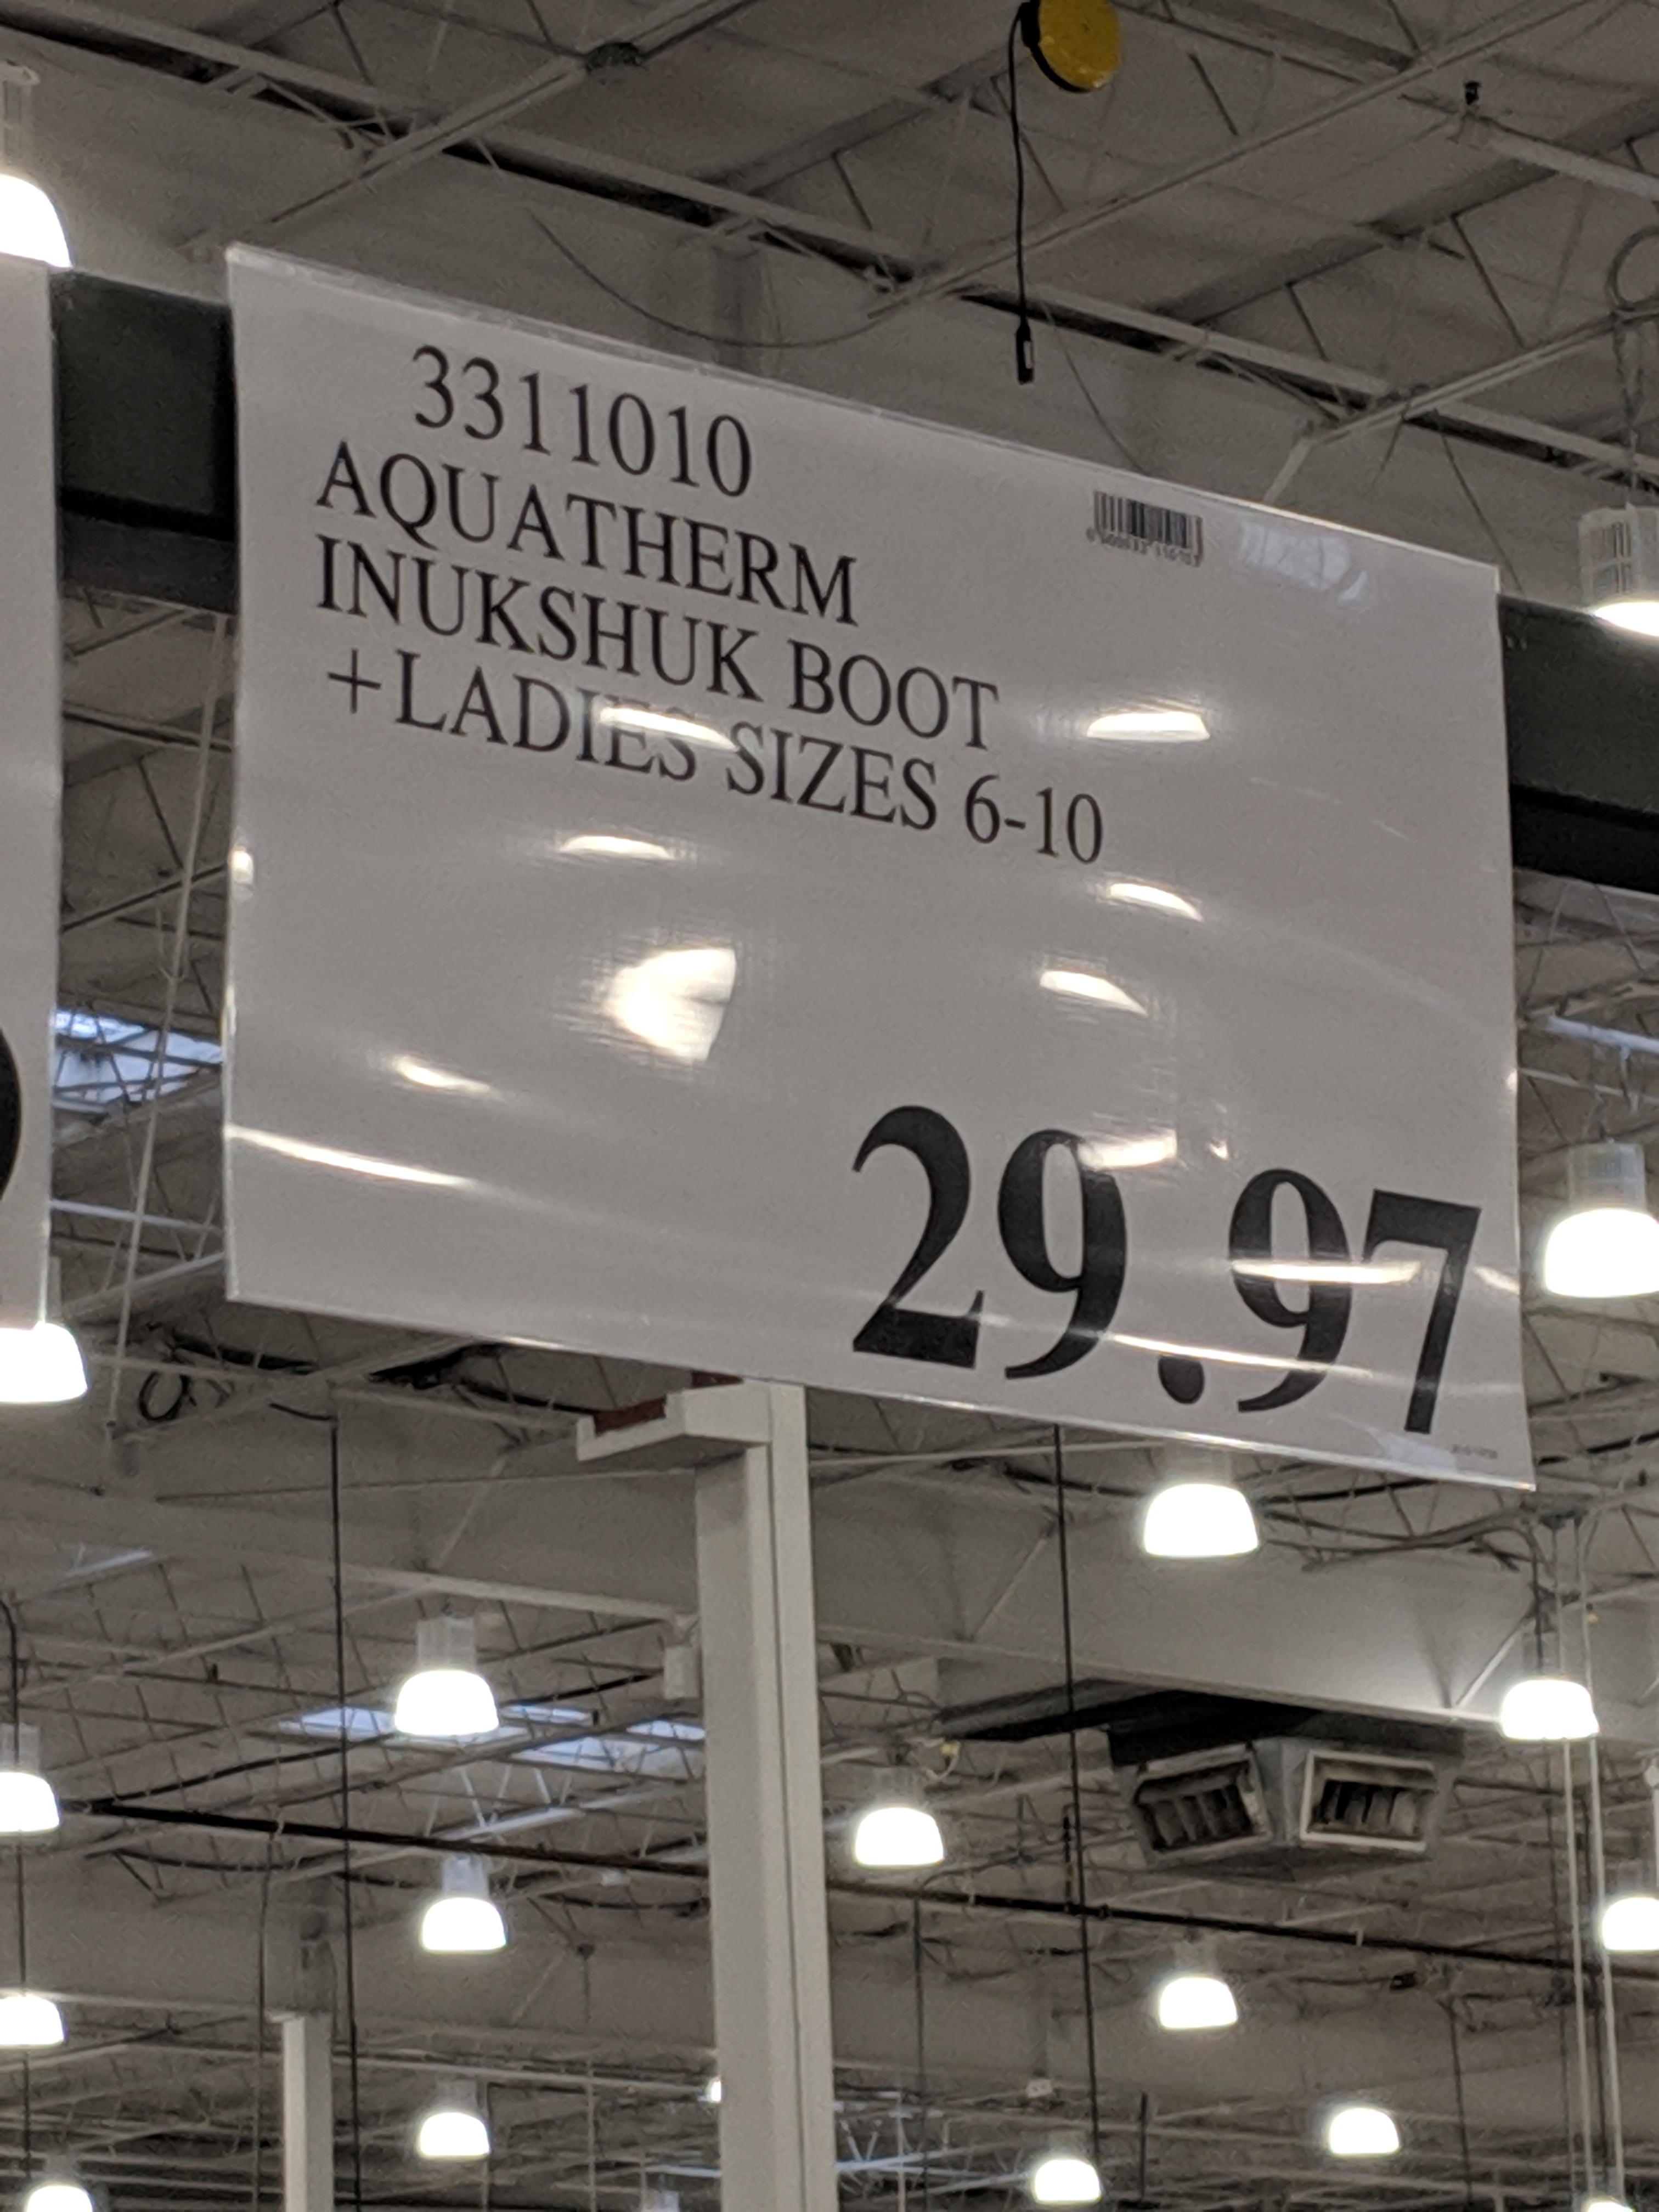 3311010
AQUATHERM
INUKSHUK BOOT
+LADIES SIZES 6-10
29.97